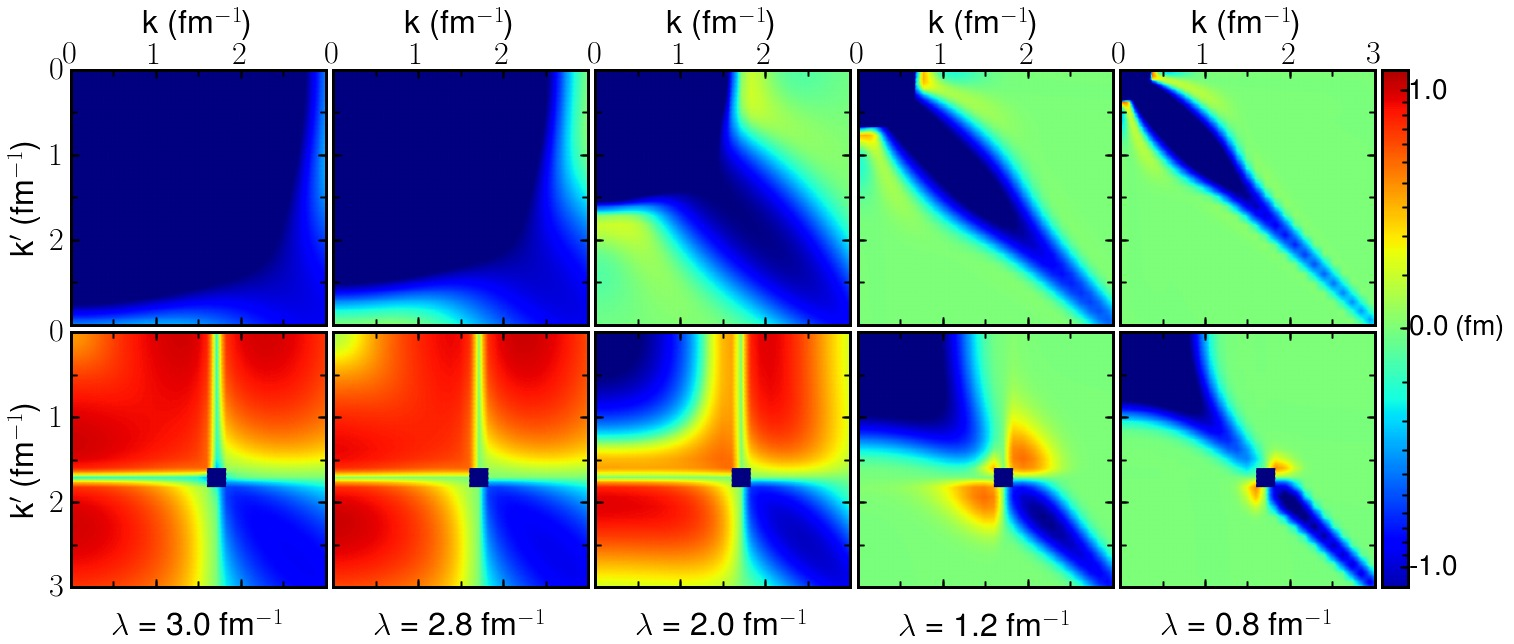 k (fm⁻¹) k (fm⁻¹) k (fm⁻¹) k (fm⁻¹) k (fm⁻¹)
0 1 2 0 1 2 0 1 2 0 1 2 0 1 2 3
0
1
2
k′ (fm⁻¹)
0
1
2
3
k′ (fm⁻¹)
1.0
0.0 (fm)
-1.0
λ = 3.0 fm⁻¹ λ = 2.8 fm⁻¹ λ = 2.0 fm⁻¹ λ = 1.2 fm⁻¹ λ = 0.8 fm⁻¹